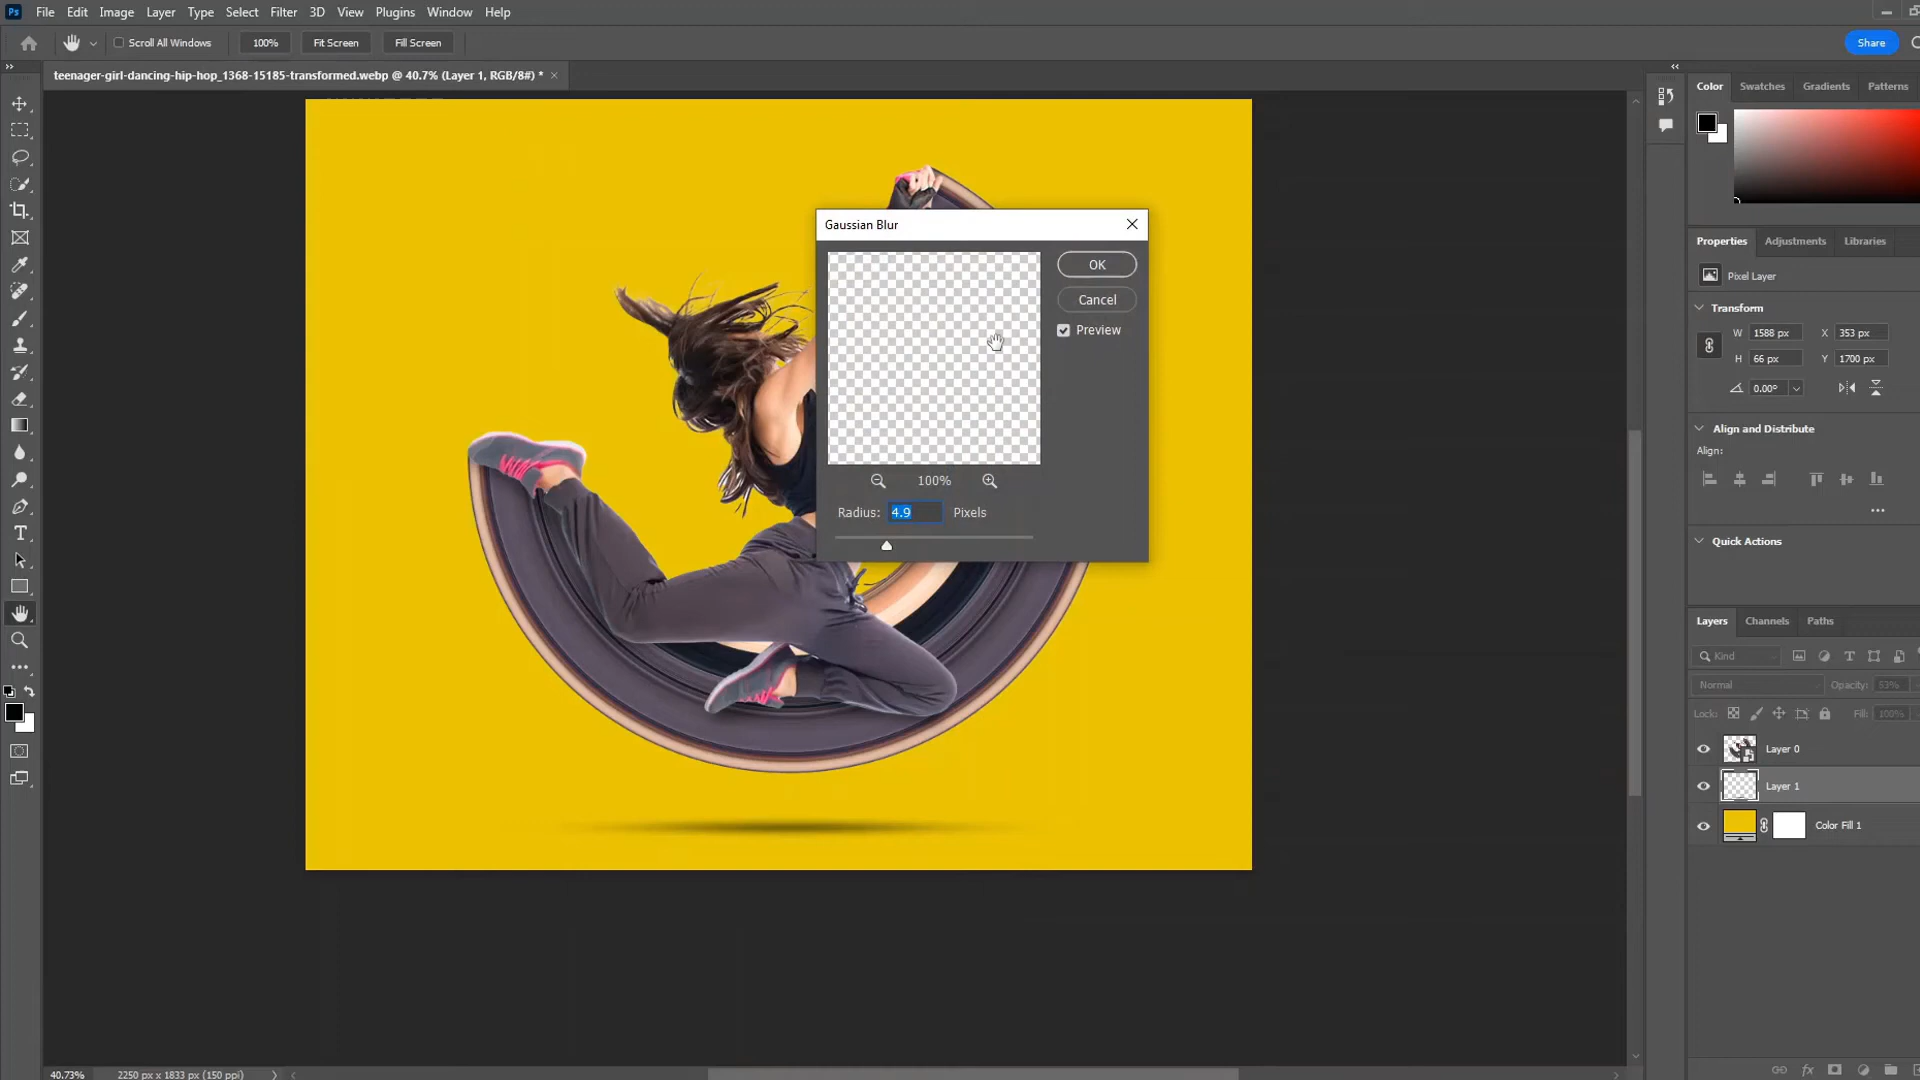 Ps File Edit Image Layer Type Select Filter 3D View Plugins Window Help
Scroll All Windows 100% Fit Screen Fill Screen Share
teenager-girl-dancing-hip-hop_1368-15185-transformed.webp @ 40.7% (Layer 1, RGB/8#) * ×
Color Swatches Gradients Patterns
Gaussian Blur
OK
Cancel
Preview
100%
Radius: 4.9 Pixels
Properties Adjustments Libraries
Pixel Layer
Transform
W 1588 px X 353 px
H 66 px Y 1700 px
0.00°
Align and Distribute
Align:
Quick Actions
Layers Channels Paths
Kind
Normal Opacity: 53%
Lock: Fill: 100%
Layer 0
Layer 1
Color Fill 1
40.73% 2250 px x 1833 px (150 ppi)